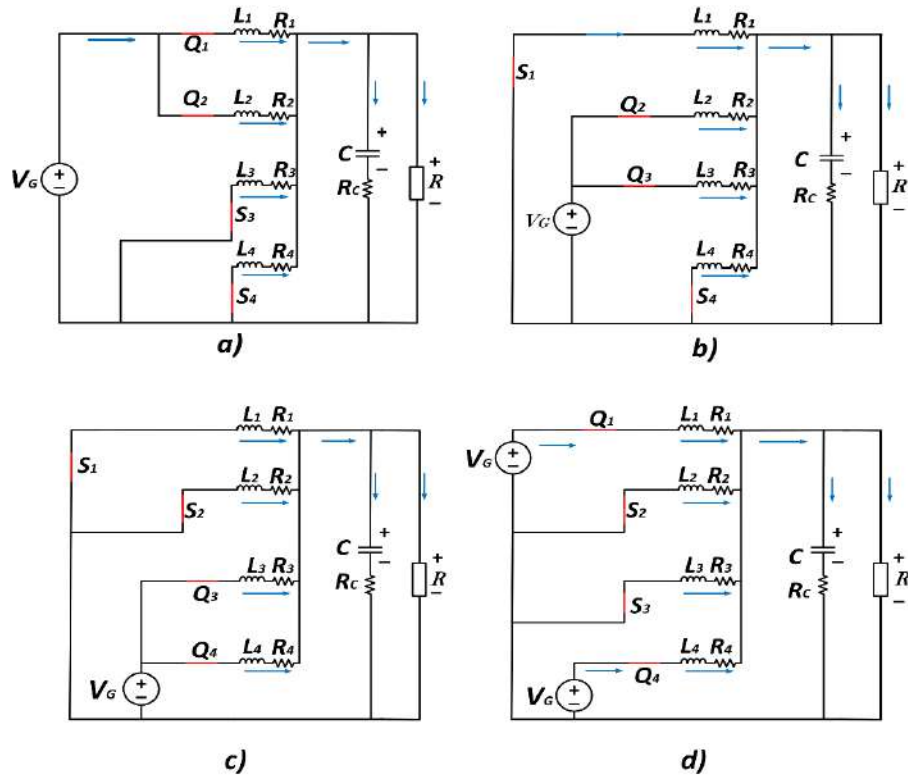 L1 R1
Q1
Q2 L2 R2
VG + − L3 R3 C + − RC + R −
S3
L4 R4
S4
a)
L1 R1
S1
Q2 L2 R2
Q3 L3 R3 C + − RC + R −
VG + −
L4 R4
S4
b)
L1 R1
S1
L2 R2
S2
C + − RC + R −
Q3 L3 R3
Q4 L4 R4
VG + −
c)
Q1 L1 R1
VG + −
L2 R2
S2
C + − RC + R −
L3 R3
S3
L4 R4
VG + − Q4
d)